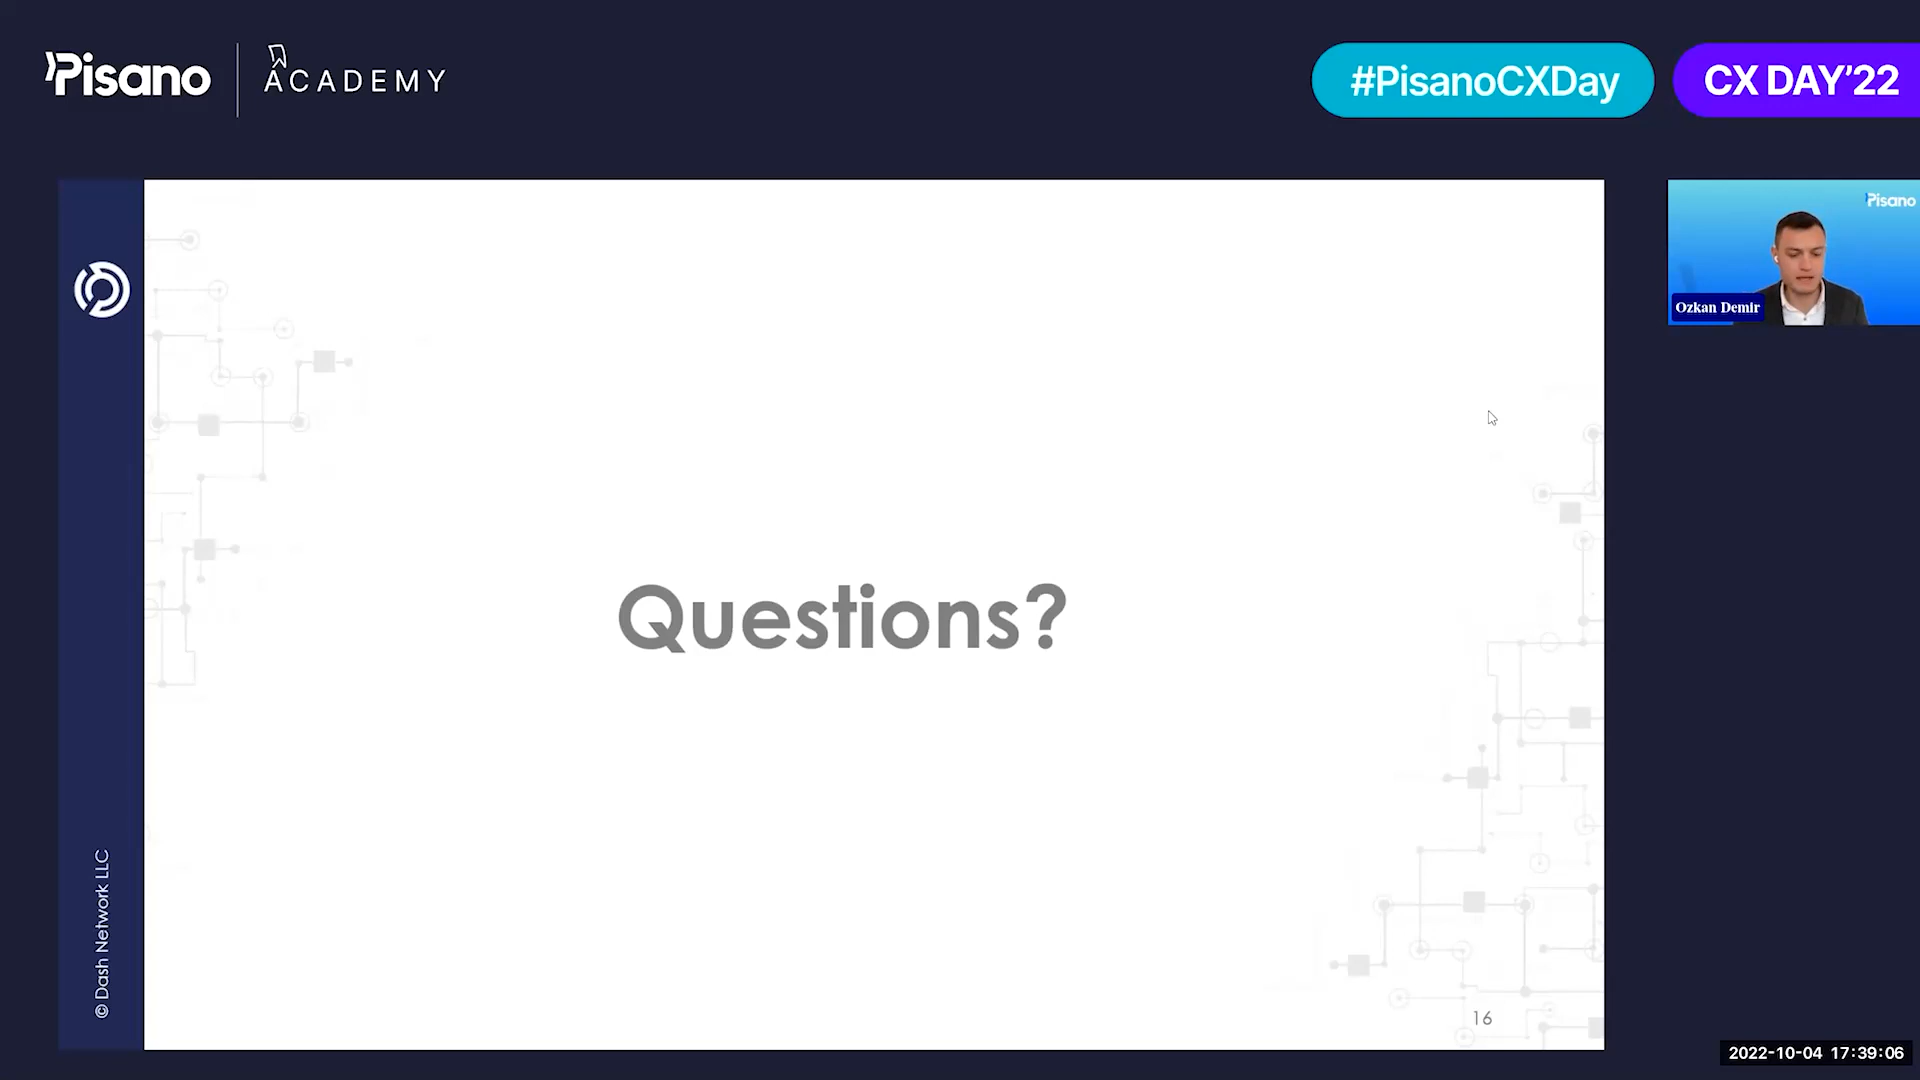 Pisano
ACADEMY
#PisanoCXDay
CX DAY’22
Pisano
Ozkan Demir
Questions?
© Dash Network LLC
16
2022-10-04 17:39:06